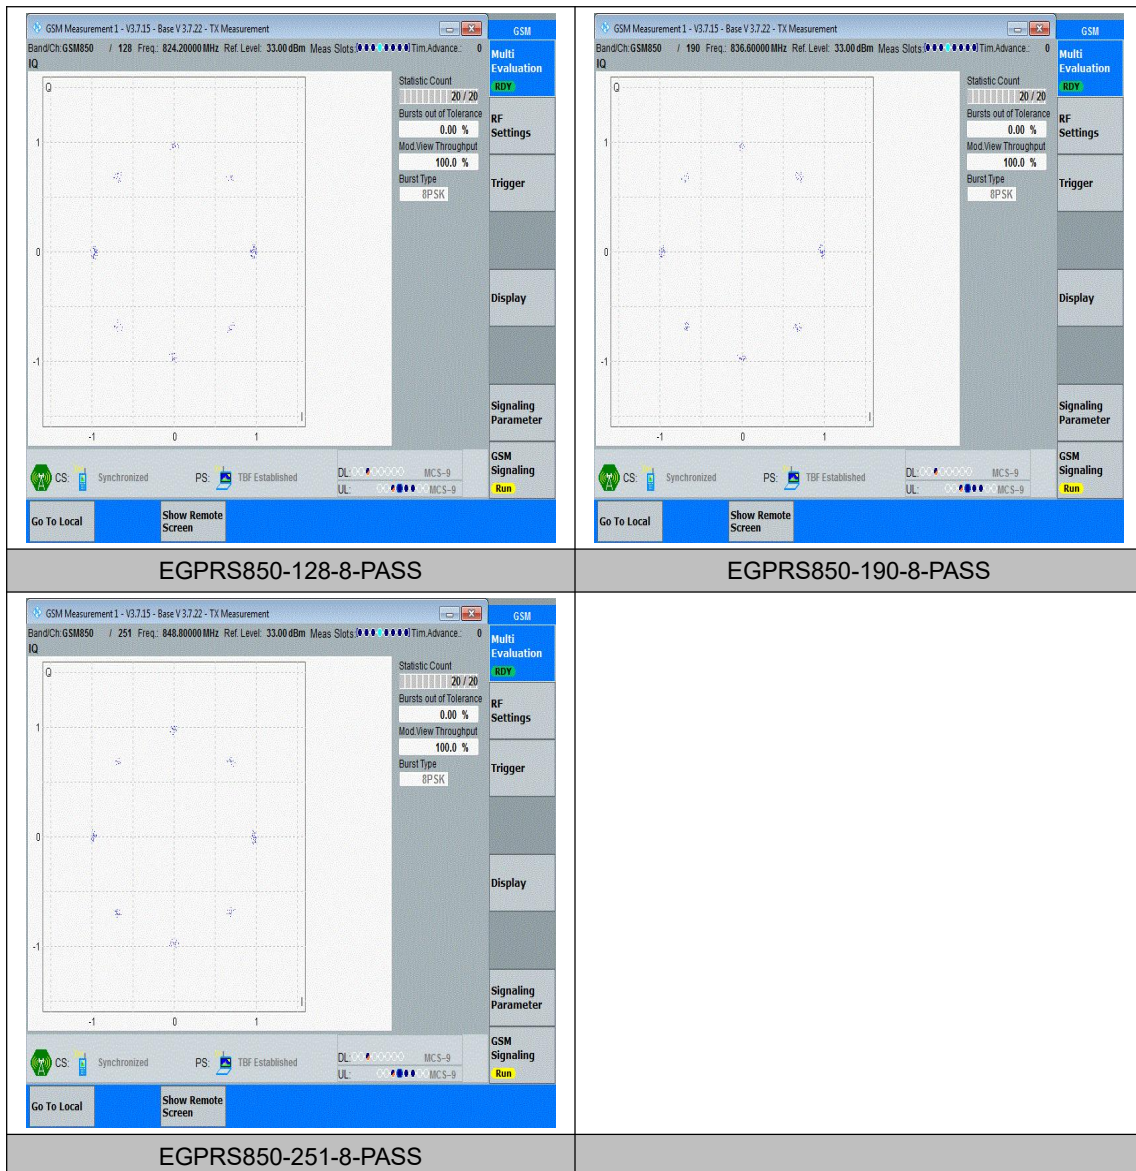 GSM Measurement 1 - V3.7.15 - Base V 3.7.22 - TX Measurement
GSM
Band/Ch: GSM850 / 128 Freq.: 824.20000 MHz Ref. Level: 33.00 dBm Meas Slots: Tim.Advance.: 0
IQ
Multi
Evaluation
RDY
Q
Statistic Count
20 / 20
Bursts out of Tolerance
0.00 %
Mod.View Throughput
100.0 %
Burst Type
8PSK
RF
Settings
Trigger
Display
Signaling
Parameter
GSM
Signaling
Run
1
0
-1
I
-1 0 1
CS: Synchronized PS: TBF Established
DL: MCS-9
UL: MCS-9
Go To Local
Show Remote
Screen
GSM Measurement 1 - V3.7.15 - Base V 3.7.22 - TX Measurement
GSM
Band/Ch: GSM850 / 190 Freq.: 836.60000 MHz Ref. Level: 33.00 dBm Meas Slots: Tim.Advance.: 0
IQ
Multi
Evaluation
RDY
Q
Statistic Count
20 / 20
Bursts out of Tolerance
0.00 %
Mod.View Throughput
100.0 %
Burst Type
8PSK
RF
Settings
Trigger
Display
Signaling
Parameter
GSM
Signaling
Run
1
0
-1
I
-1 0 1
CS: Synchronized PS: TBF Established
DL: MCS-9
UL: MCS-9
Go To Local
Show Remote
Screen
EGPRS850-128-8-PASS
EGPRS850-190-8-PASS
GSM Measurement 1 - V3.7.15 - Base V 3.7.22 - TX Measurement
GSM
Band/Ch: GSM850 / 251 Freq.: 848.80000 MHz Ref. Level: 33.00 dBm Meas Slots: Tim.Advance.: 0
IQ
Multi
Evaluation
RDY
Q
Statistic Count
20 / 20
Bursts out of Tolerance
0.00 %
Mod.View Throughput
100.0 %
Burst Type
8PSK
RF
Settings
Trigger
Display
Signaling
Parameter
GSM
Signaling
Run
1
0
-1
I
-1 0 1
CS: Synchronized PS: TBF Established
DL: MCS-9
UL: MCS-9
Go To Local
Show Remote
Screen
EGPRS850-251-8-PASS